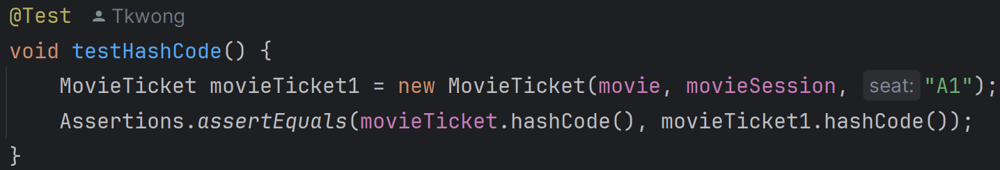 @Test Tkwong
void testHashCode() {
    MovieTicket movieTicket1 = new MovieTicket(movie, movieSession, seat: "A1");
    Assertions.assertEquals(movieTicket.hashCode(), movieTicket1.hashCode());
}